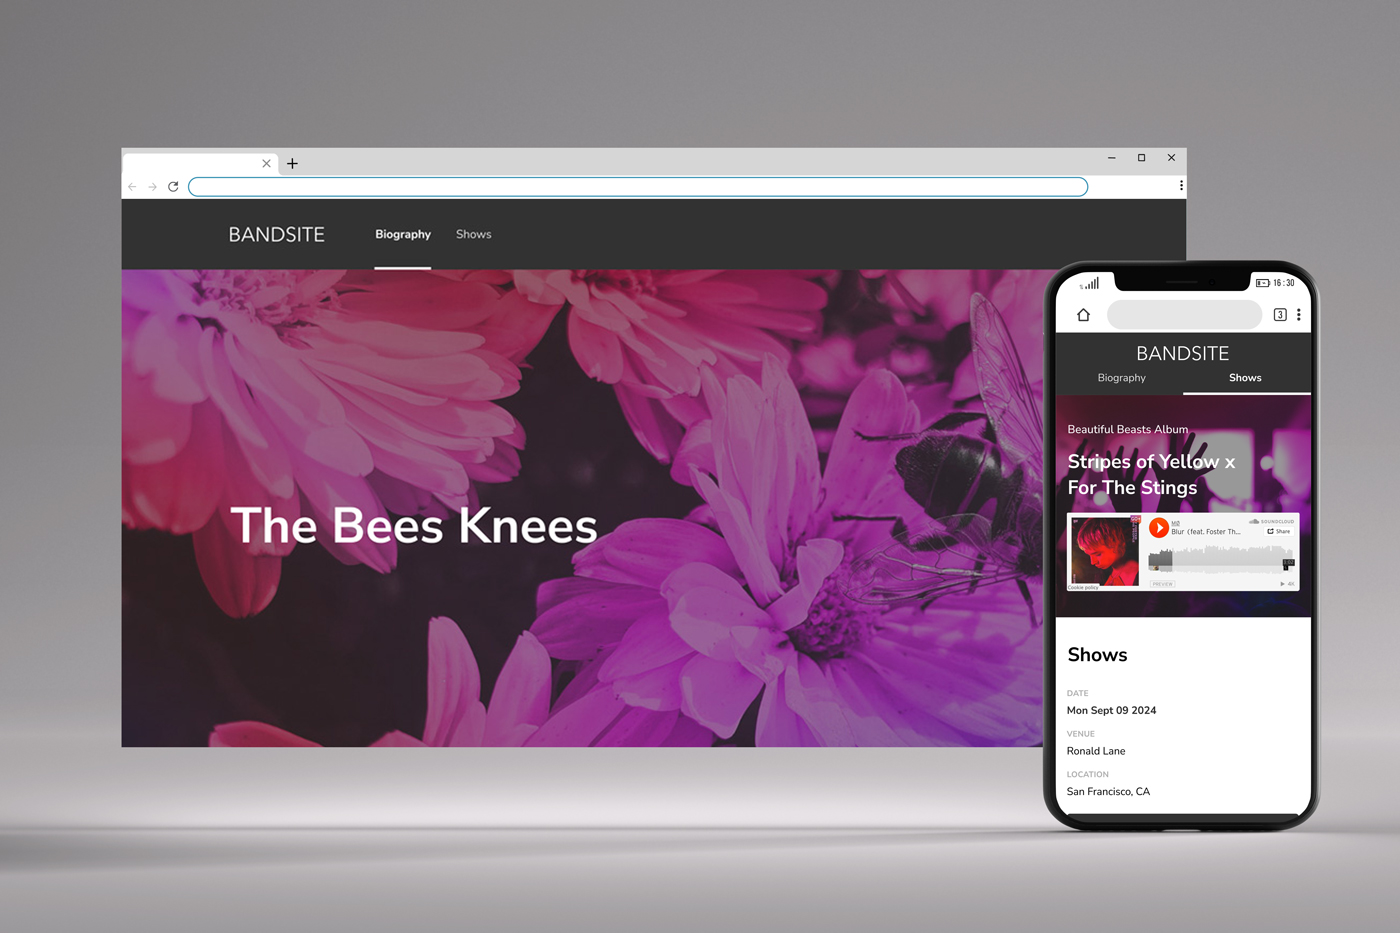 BANDSITE
Biography Shows
The Bees Knees
16:30
3
BANDSITE
Biography Shows
Beautiful Beasts Album
Stripes of Yellow x
For The Stings
MØ
SOUNDCLOUD
Blur (feat. Foster Th...
Share
PREVIEW
4K
Cookie policy
Shows
DATE
Mon Sept 09 2024
VENUE
Ronald Lane
LOCATION
San Francisco, CA